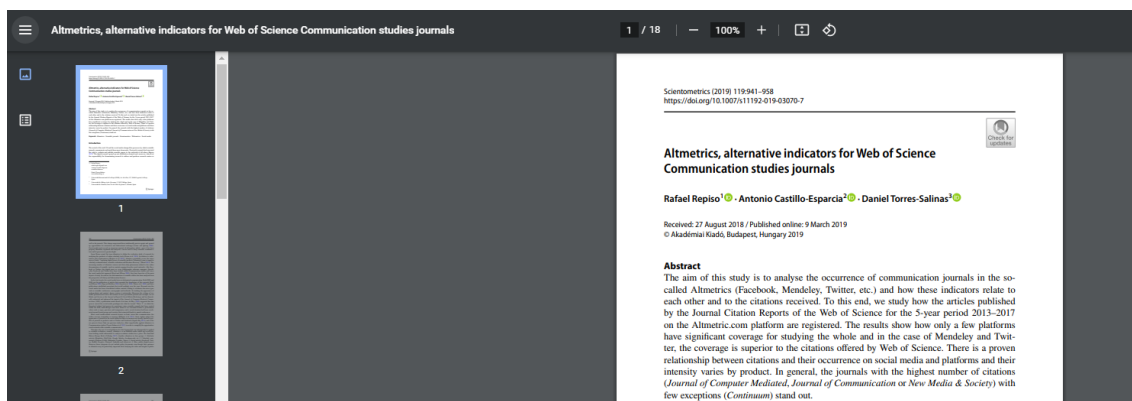 Altmetrics, alternative indicators for Web of Science Communication studies journals
1 / 18
100%
1
2
Scientometrics (2019) 119:941–958
https://doi.org/10.1007/s11192-019-03070-7
Check for
updates
Altmetrics, alternative indicators for Web of Science
Communication studies journals
Rafael Repiso1 · Antonio Castillo-Esparcia2 · Daniel Torres-Salinas3
Received: 27 August 2018 / Published online: 9 March 2019
© Akadémiai Kiadó, Budapest, Hungary 2019
Abstract
The aim of this study is to analyse the occurrence of communication journals in the so-
called Altmetrics (Facebook, Mendeley, Twitter, etc.) and how these indicators relate to
each other and to the citations received. To this end, we study how the articles published
by the Journal Citation Reports of the Web of Science for the 5-year period 2013–2017
on the Altmetric.com platform are registered. The results show how only a few platforms
have significant coverage for studying the whole and in the case of Mendeley and Twit-
ter, the coverage is superior to the citations offered by Web of Science. There is a proven
relationship between citations and their occurrence on social media and platforms and their
intensity varies by product. In general, the journals with the highest number of citations
(Journal of Computer Mediated, Journal of Communication or New Media & Society) with
few exceptions (Continuum) stand out.